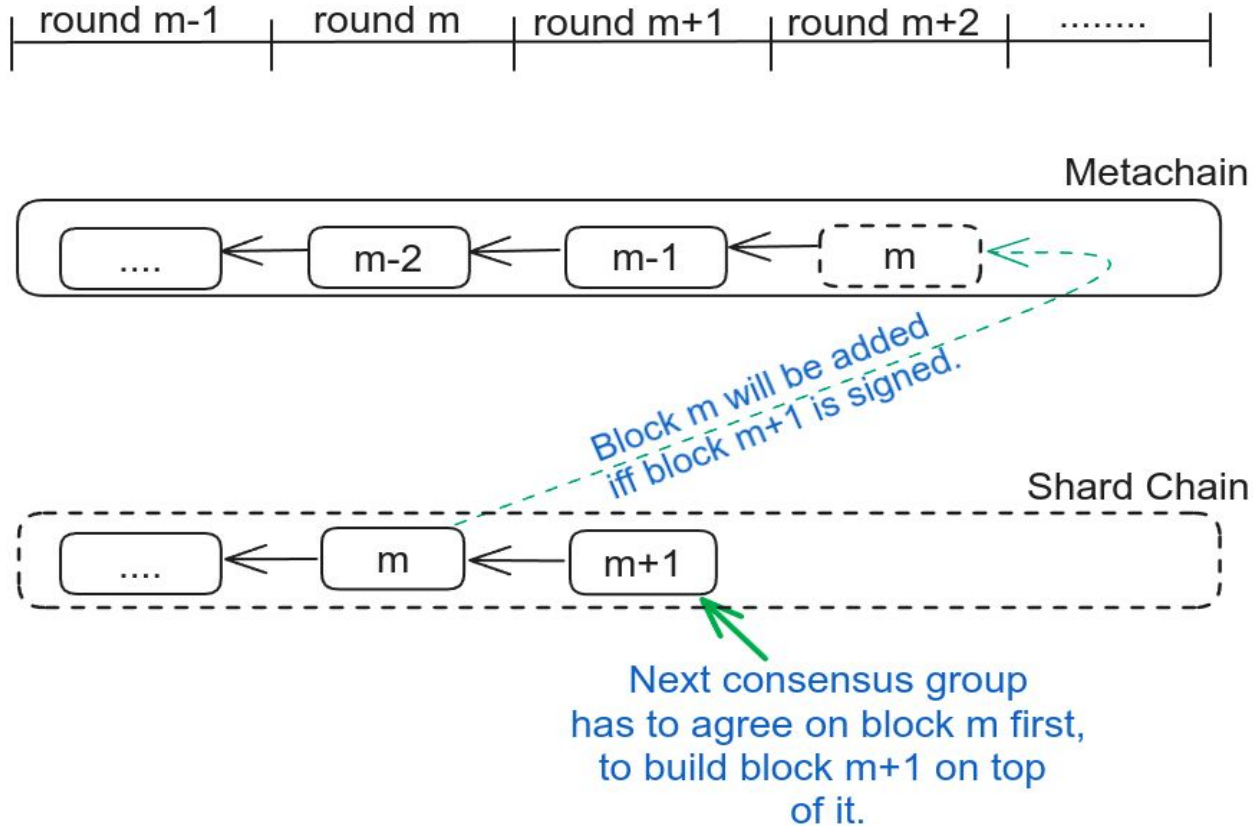 round m-1 round m round m+1 round m+2 ........
Metachain
.... m-2 m-1 m
Block m will be added
iff block m+1 is signed.
Shard Chain
.... m m+1
Next consensus group
has to agree on block m first,
to build block m+1 on top
of it.